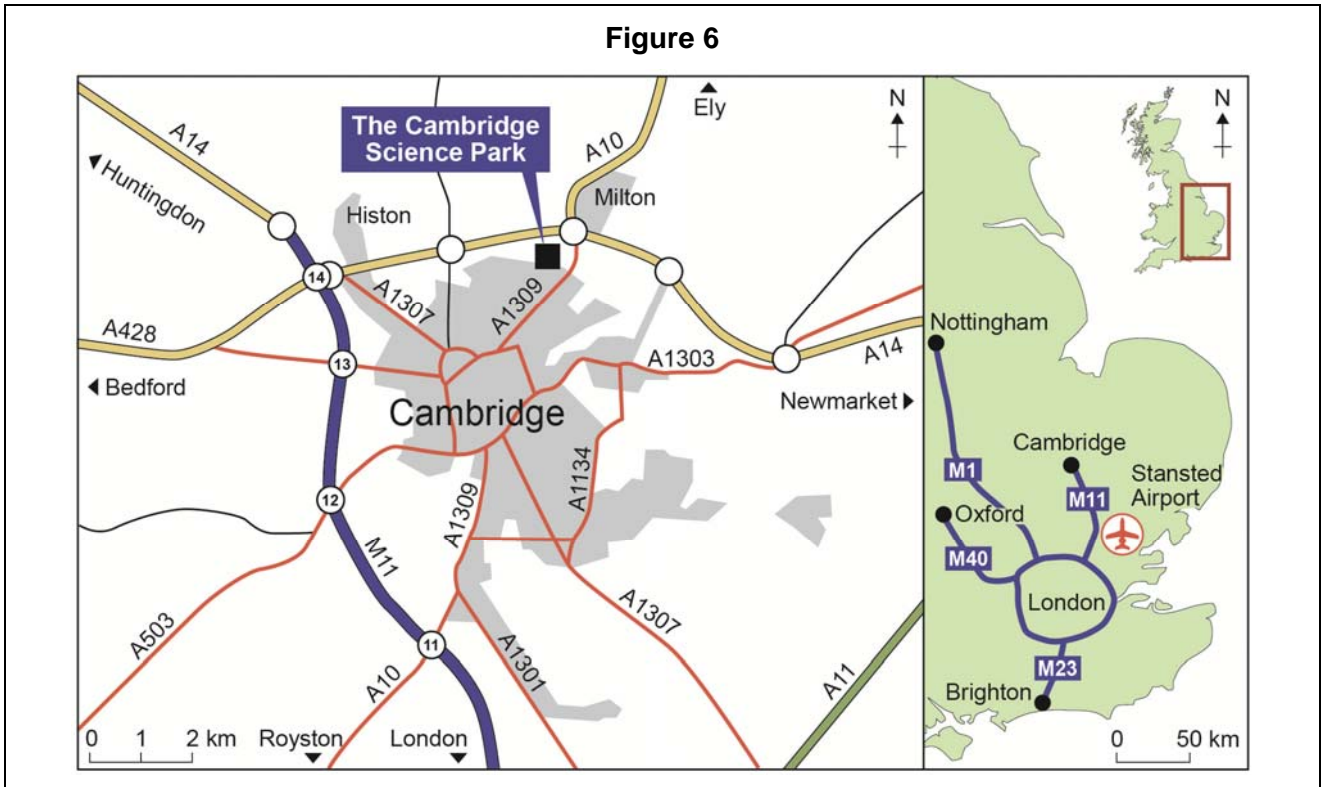 Figure 6
A14
Huntingdon
The Cambridge
Science Park
A10
Ely
N
Histon
Milton
14
A1307
A1309
A428
13
A1303
A14
Bedford
Cambridge
Newmarket
12
M11
A1309
A1134
A503
11
A10
A1301
A1307
A11
0 1 2 km
Royston
London
N
Nottingham
M1
Cambridge
M11
Stansted
Airport
Oxford
M40
London
M23
Brighton
0 50 km